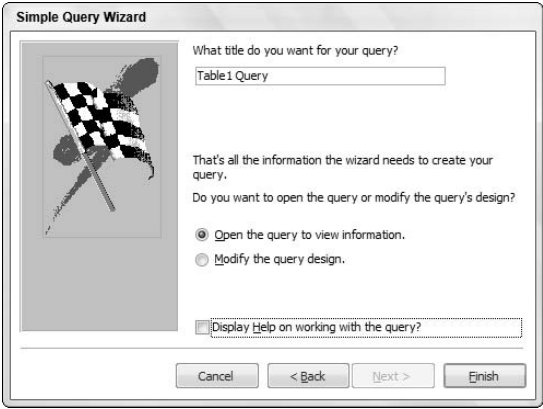 Simple Query Wizard
What title do you want for your query?
Table1 Query
That's all the information the wizard needs to create your
query.
Do you want to open the query or modify the query's design?
Open the query to view information.
Modify the query design.
Display Help on working with the query?
Cancel
< Back
Next >
Finish